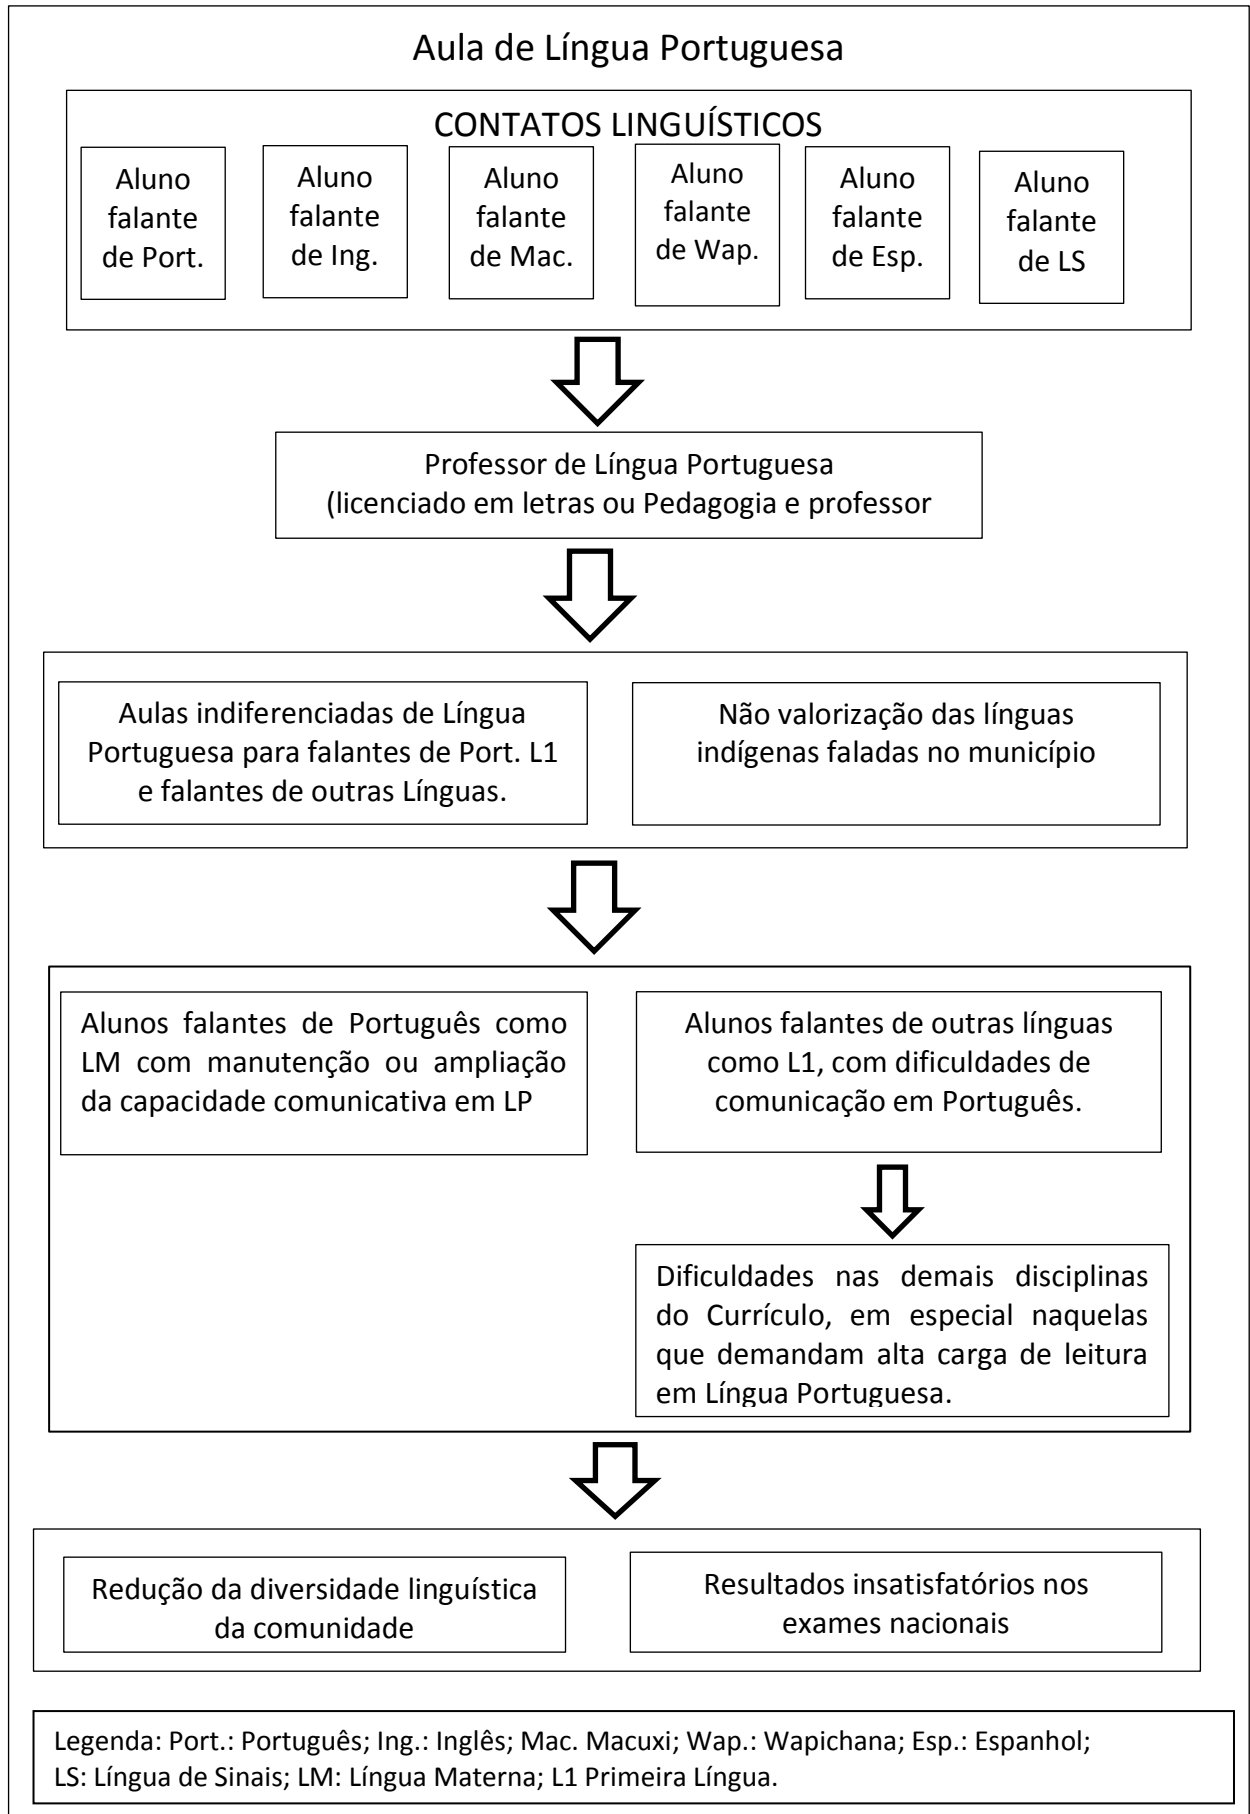 Aula de Língua Portuguesa
CONTATOS LINGUÍSTICOS
Aluno
falante
de Port.
Aluno
falante
de Ing.
Aluno
falante
de Mac.
Aluno
falante
de Wap.
Aluno
falante
de Esp.
Aluno
falante
de LS
Professor de Língua Portuguesa
(licenciado em letras ou Pedagogia e professor
Aulas indiferenciadas de Língua
Portuguesa para falantes de Port. L1
e falantes de outras Línguas.
Não valorização das línguas
indígenas faladas no município
Alunos falantes de Português como
LM com manutenção ou ampliação
da capacidade comunicativa em LP
Alunos falantes de outras línguas
como L1, com dificuldades de
comunicação em Português.
Dificuldades nas demais disciplinas
do Currículo, em especial naquelas
que demandam alta carga de leitura
em Língua Portuguesa.
Redução da diversidade linguística
da comunidade
Resultados insatisfatórios nos
exames nacionais
Legenda: Port.: Português; Ing.: Inglês; Mac. Macuxi; Wap.: Wapichana; Esp.: Espanhol;
LS: Língua de Sinais; LM: Língua Materna; L1 Primeira Língua.